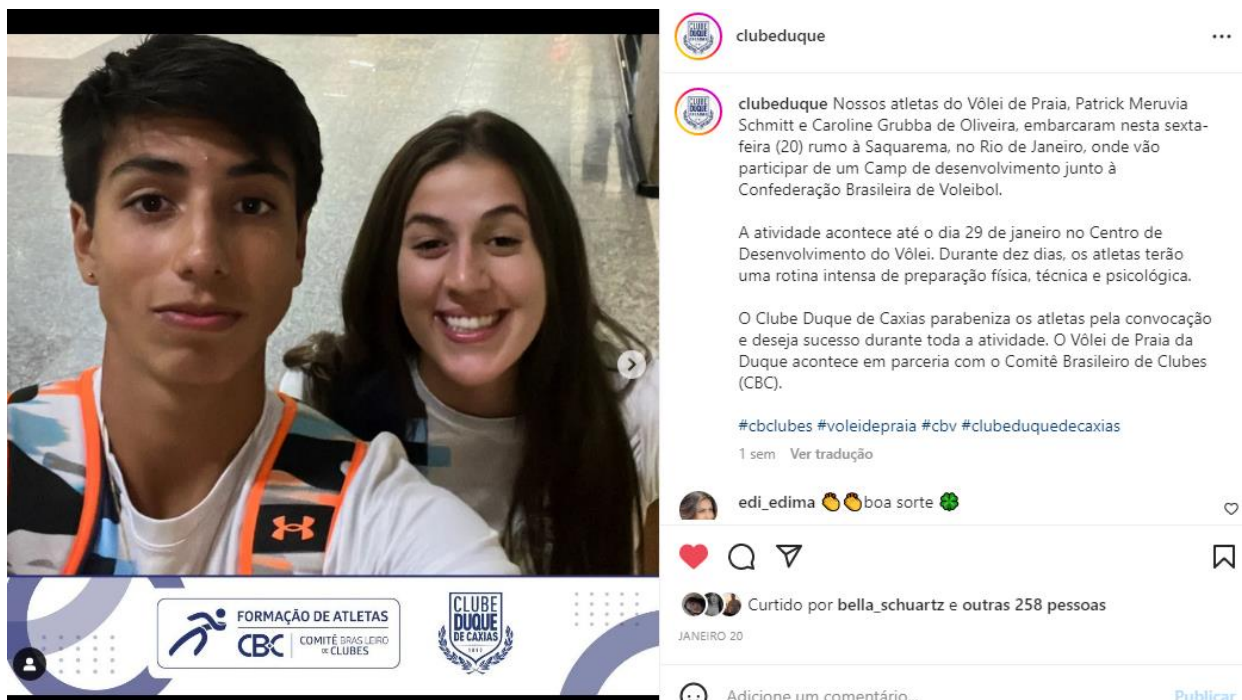 clubeduque
clubeduque Nossos atletas do Vôlei de Praia, Patrick Meruvia
Schmitt e Caroline Grubba de Oliveira, embarcaram nesta sexta-
feira (20) rumo à Saquarema, no Rio de Janeiro, onde vão
participar de um Camp de desenvolvimento junto à
Confederação Brasileira de Voleibol.
A atividade acontece até o dia 29 de janeiro no Centro de
Desenvolvimento do Vôlei. Durante dez dias, os atletas terão
uma rotina intensa de preparação física, técnica e psicológica.
O Clube Duque de Caxias parabeniza os atletas pela convocação
e deseja sucesso durante toda a atividade. O Vôlei de Praia da
Duque acontece em parceria com o Comitê Brasileiro de Clubes
(CBC).
#cbclubes #voleidepraia #cbv #clubeduquedecaxias
1 sem Ver tradução
edi_edima 👏👏boa sorte 🍀
Curtido por bella_schuartz e outras 258 pessoas
JANEIRO 20
Adicione um comentário...
Publicar
FORMAÇÃO DE ATLETAS
CBC
COMITÊ BRASILEIRO
DE CLUBES
CLUBE
DUQUE
DE CAXIAS